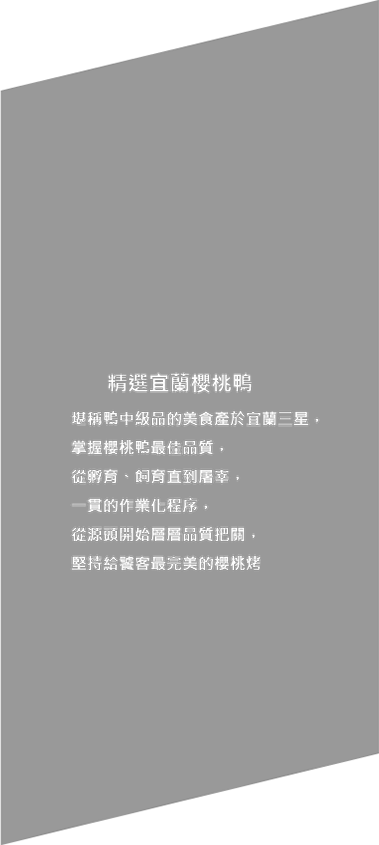 精選宜蘭櫻桃鴨
堪稱鴨中級品的美食產於宜蘭三星，
掌握櫻桃鴨最佳品質，
從孵育、飼育直到屠宰，
一貫的作業化程序，
從源頭開始層層品質把關，
堅持給饕客最完美的櫻桃烤